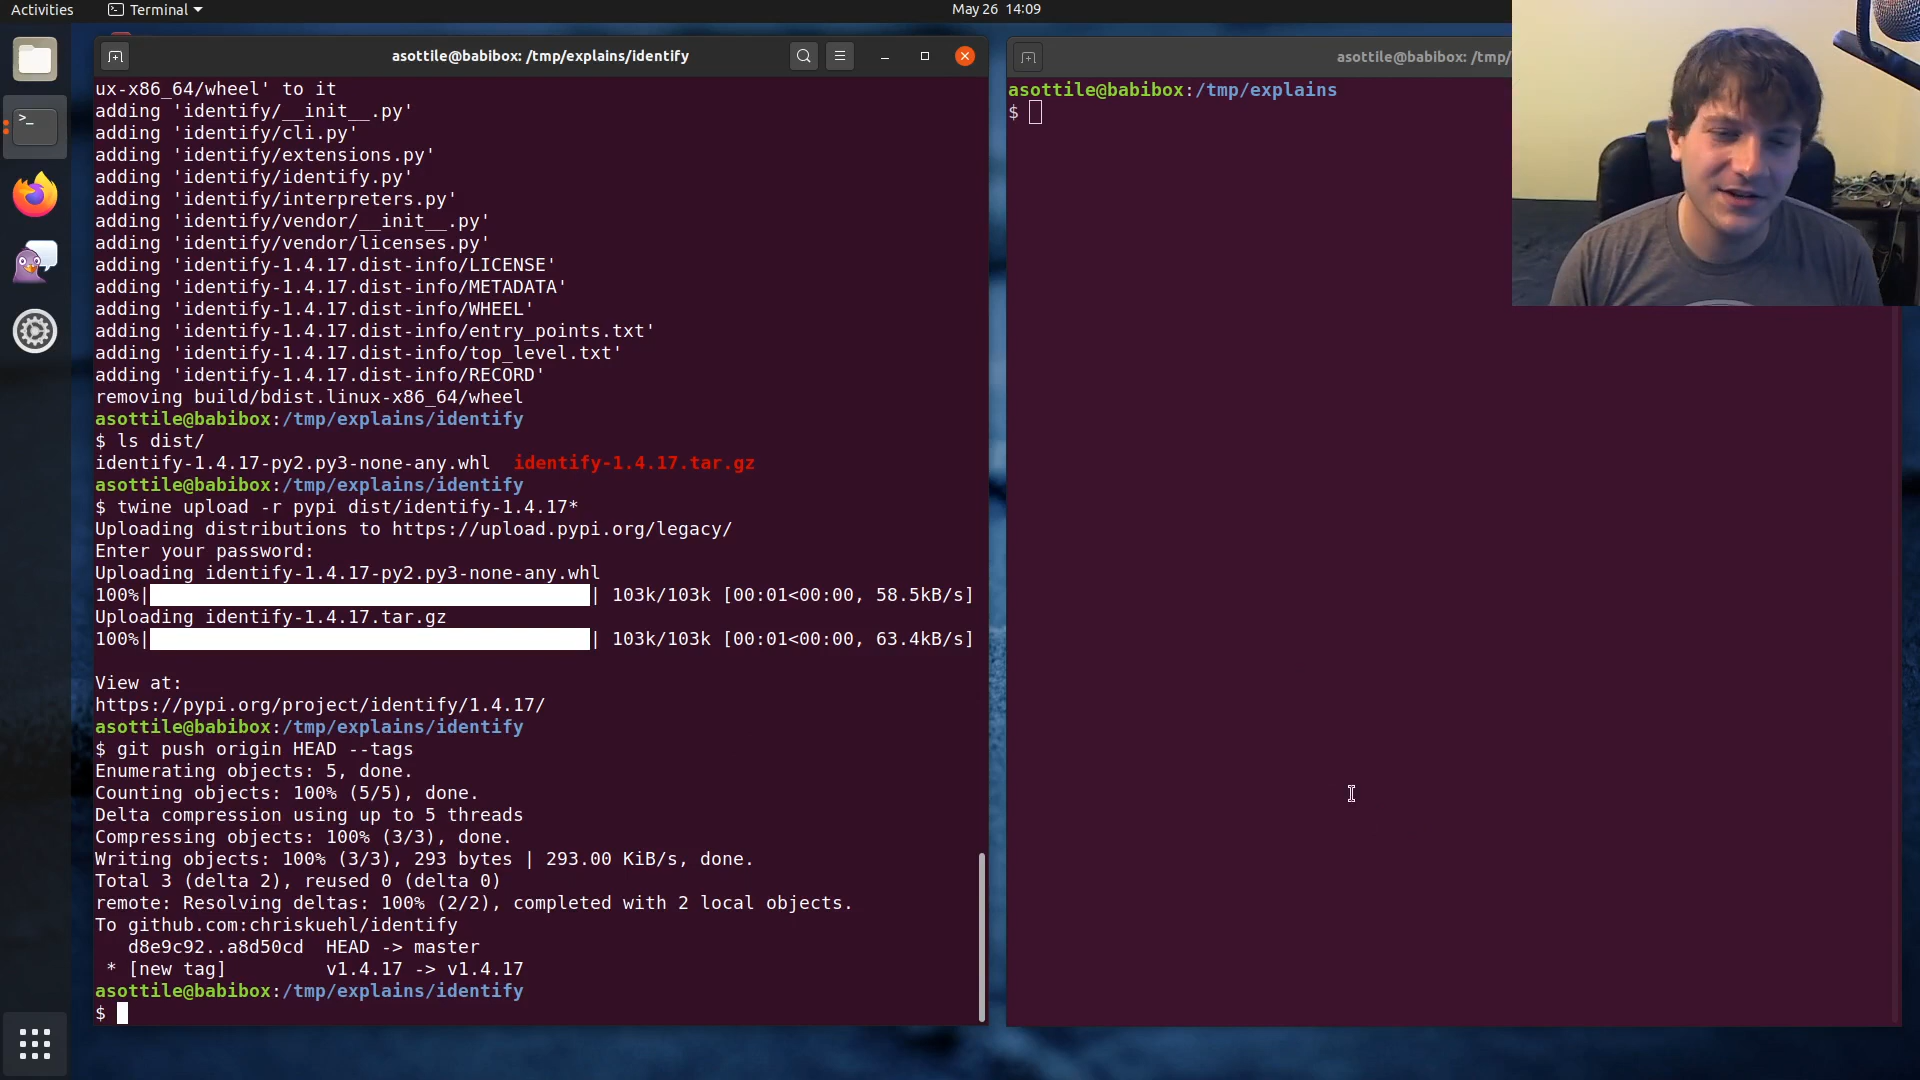 Activities
Terminal
May 26 14:09
asottile@babibox: /tmp/explains/identify
ux-x86_64/wheel' to it
adding 'identify/__init__.py'
adding 'identify/cli.py'
adding 'identify/extensions.py'
adding 'identify/identify.py'
adding 'identify/interpreters.py'
adding 'identify/vendor/__init__.py'
adding 'identify/vendor/licenses.py'
adding 'identify-1.4.17.dist-info/LICENSE'
adding 'identify-1.4.17.dist-info/METADATA'
adding 'identify-1.4.17.dist-info/WHEEL'
adding 'identify-1.4.17.dist-info/entry_points.txt'
adding 'identify-1.4.17.dist-info/top_level.txt'
adding 'identify-1.4.17.dist-info/RECORD'
removing build/bdist.linux-x86_64/wheel
asottile@babibox:/tmp/explains/identify
$ ls dist/
identify-1.4.17-py2.py3-none-any.whl  identify-1.4.17.tar.gz
asottile@babibox:/tmp/explains/identify
$ twine upload -r pypi dist/identify-1.4.17*
Uploading distributions to https://upload.pypi.org/legacy/
Enter your password:
Uploading identify-1.4.17-py2.py3-none-any.whl
100%| | 103k/103k [00:01<00:00, 58.5kB/s]
Uploading identify-1.4.17.tar.gz
100%| | 103k/103k [00:01<00:00, 63.4kB/s]
View at:
https://pypi.org/project/identify/1.4.17/
asottile@babibox:/tmp/explains/identify
$ git push origin HEAD --tags
Enumerating objects: 5, done.
Counting objects: 100% (5/5), done.
Delta compression using up to 5 threads
Compressing objects: 100% (3/3), done.
Writing objects: 100% (3/3), 293 bytes | 293.00 KiB/s, done.
Total 3 (delta 2), reused 0 (delta 0)
remote: Resolving deltas: 100% (2/2), completed with 2 local objects.
To github.com:chriskuehl/identify
   d8e9c92..a8d50cd  HEAD -> master
 * [new tag]         v1.4.17 -> v1.4.17
asottile@babibox:/tmp/explains/identify
$
asottile@babibox: /tmp/
asottile@babibox:/tmp/explains
$